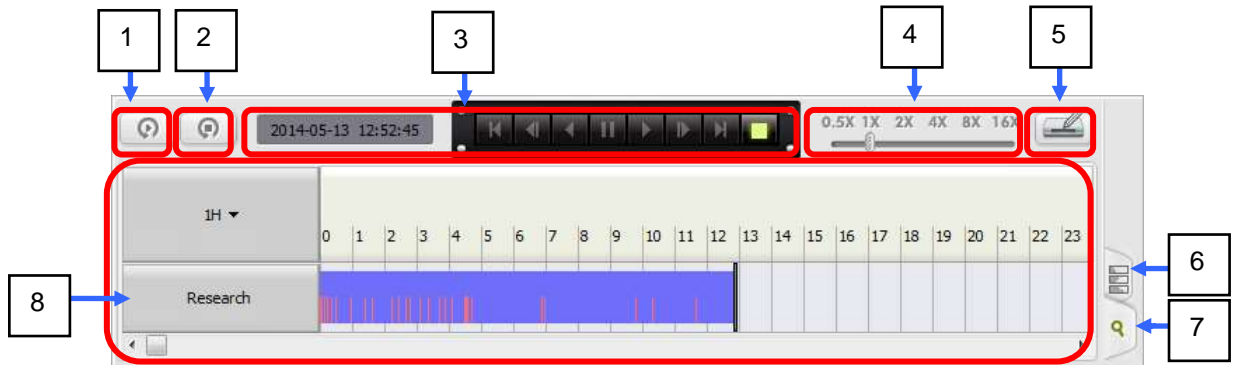 1 2 3 4 5
2014-05-13 12:52:45 0.5X 1X 2X 4X 8X 16X
1H
0 1 2 3 4 5 6 7 8 9 10 11 12 13 14 15 16 17 18 19 20 21 22 23
6
Research
8
7